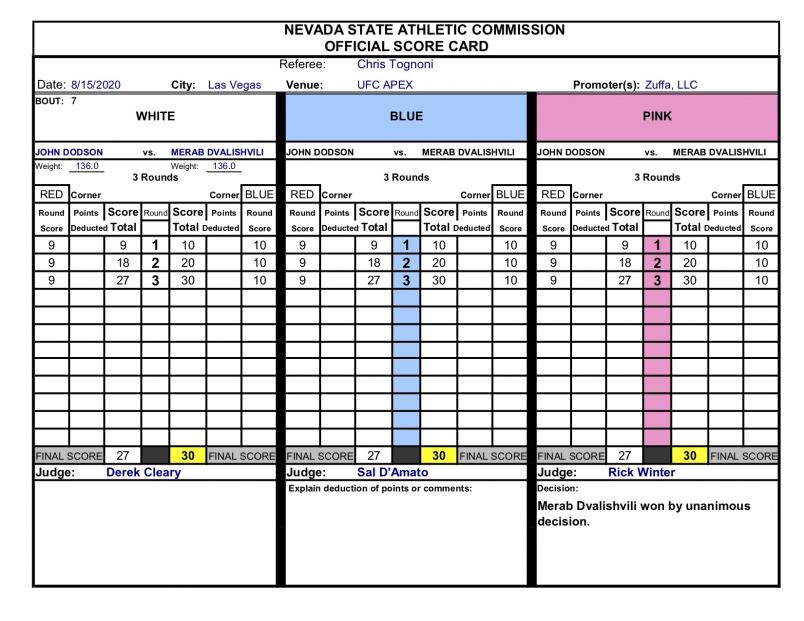 NEVADA STATE ATHLETIC COMMISSION
OFFICIAL SCORE CARD
Referee: Chris Tognoni
Date: 8/15/2020 City: Las Vegas Venue: UFC APEX Promoter(s): Zuffa, LLC
BOUT: 7
WHITE BLUE PINK
JOHN DODSON vs. MERAB DVALISHVILI JOHN DODSON vs. MERAB DVALISHVILI JOHN DODSON vs. MERAB DVALISHVILI
Weight: 136.0 Weight: 136.0
3 Rounds 3 Rounds 3 Rounds
RED Corner Corner BLUE RED Corner Corner BLUE RED Corner Corner BLUE
Round Points Score Round Score Points Round Round Points Score Round Score Points Round Round Points Score Round Score Points Round
Score Deducted Total Total Deducted Score Score Deducted Total Total Deducted Score Score Deducted Total Total Deducted Score
9 9 1 10 10 9 9 1 10 10 9 9 1 10 10
9 18 2 20 10 9 18 2 20 10 9 18 2 20 10
9 27 3 30 10 9 27 3 30 10 9 27 3 30 10
FINAL SCORE 27 30 FINAL SCORE FINAL SCORE 27 30 FINAL SCORE FINAL SCORE 27 30 FINAL SCORE
Judge: Derek Cleary Judge: Sal D'Amato Judge: Rick Winter
Explain deduction of points or comments: Decision:
Merab Dvalishvili won by unanimous
decision.